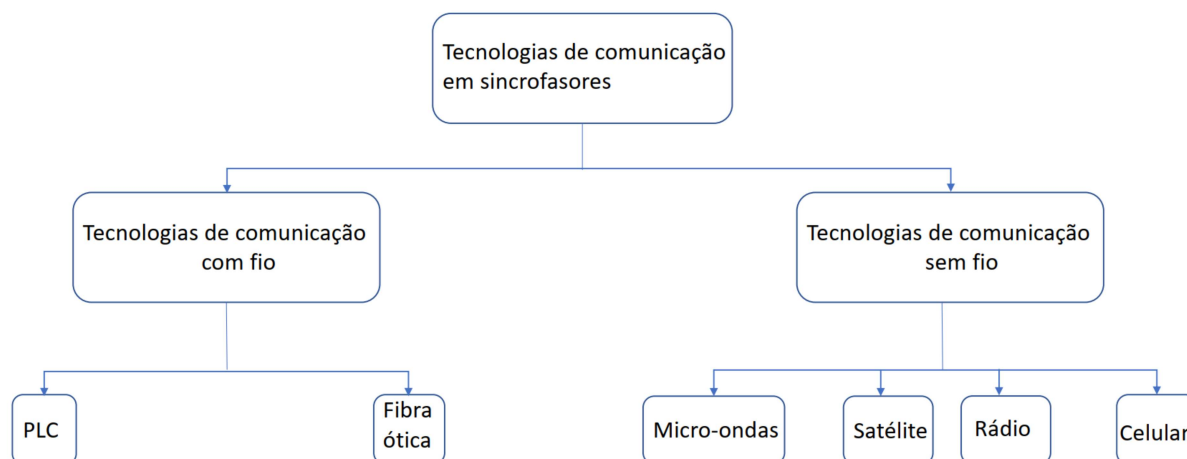 Tecnologias de comunicação
em sincrofasores
Tecnologias de comunicação
com fio
Tecnologias de comunicação
sem fio
PLC
Fibra
ótica
Micro-ondas
Satélite
Rádio
Celular